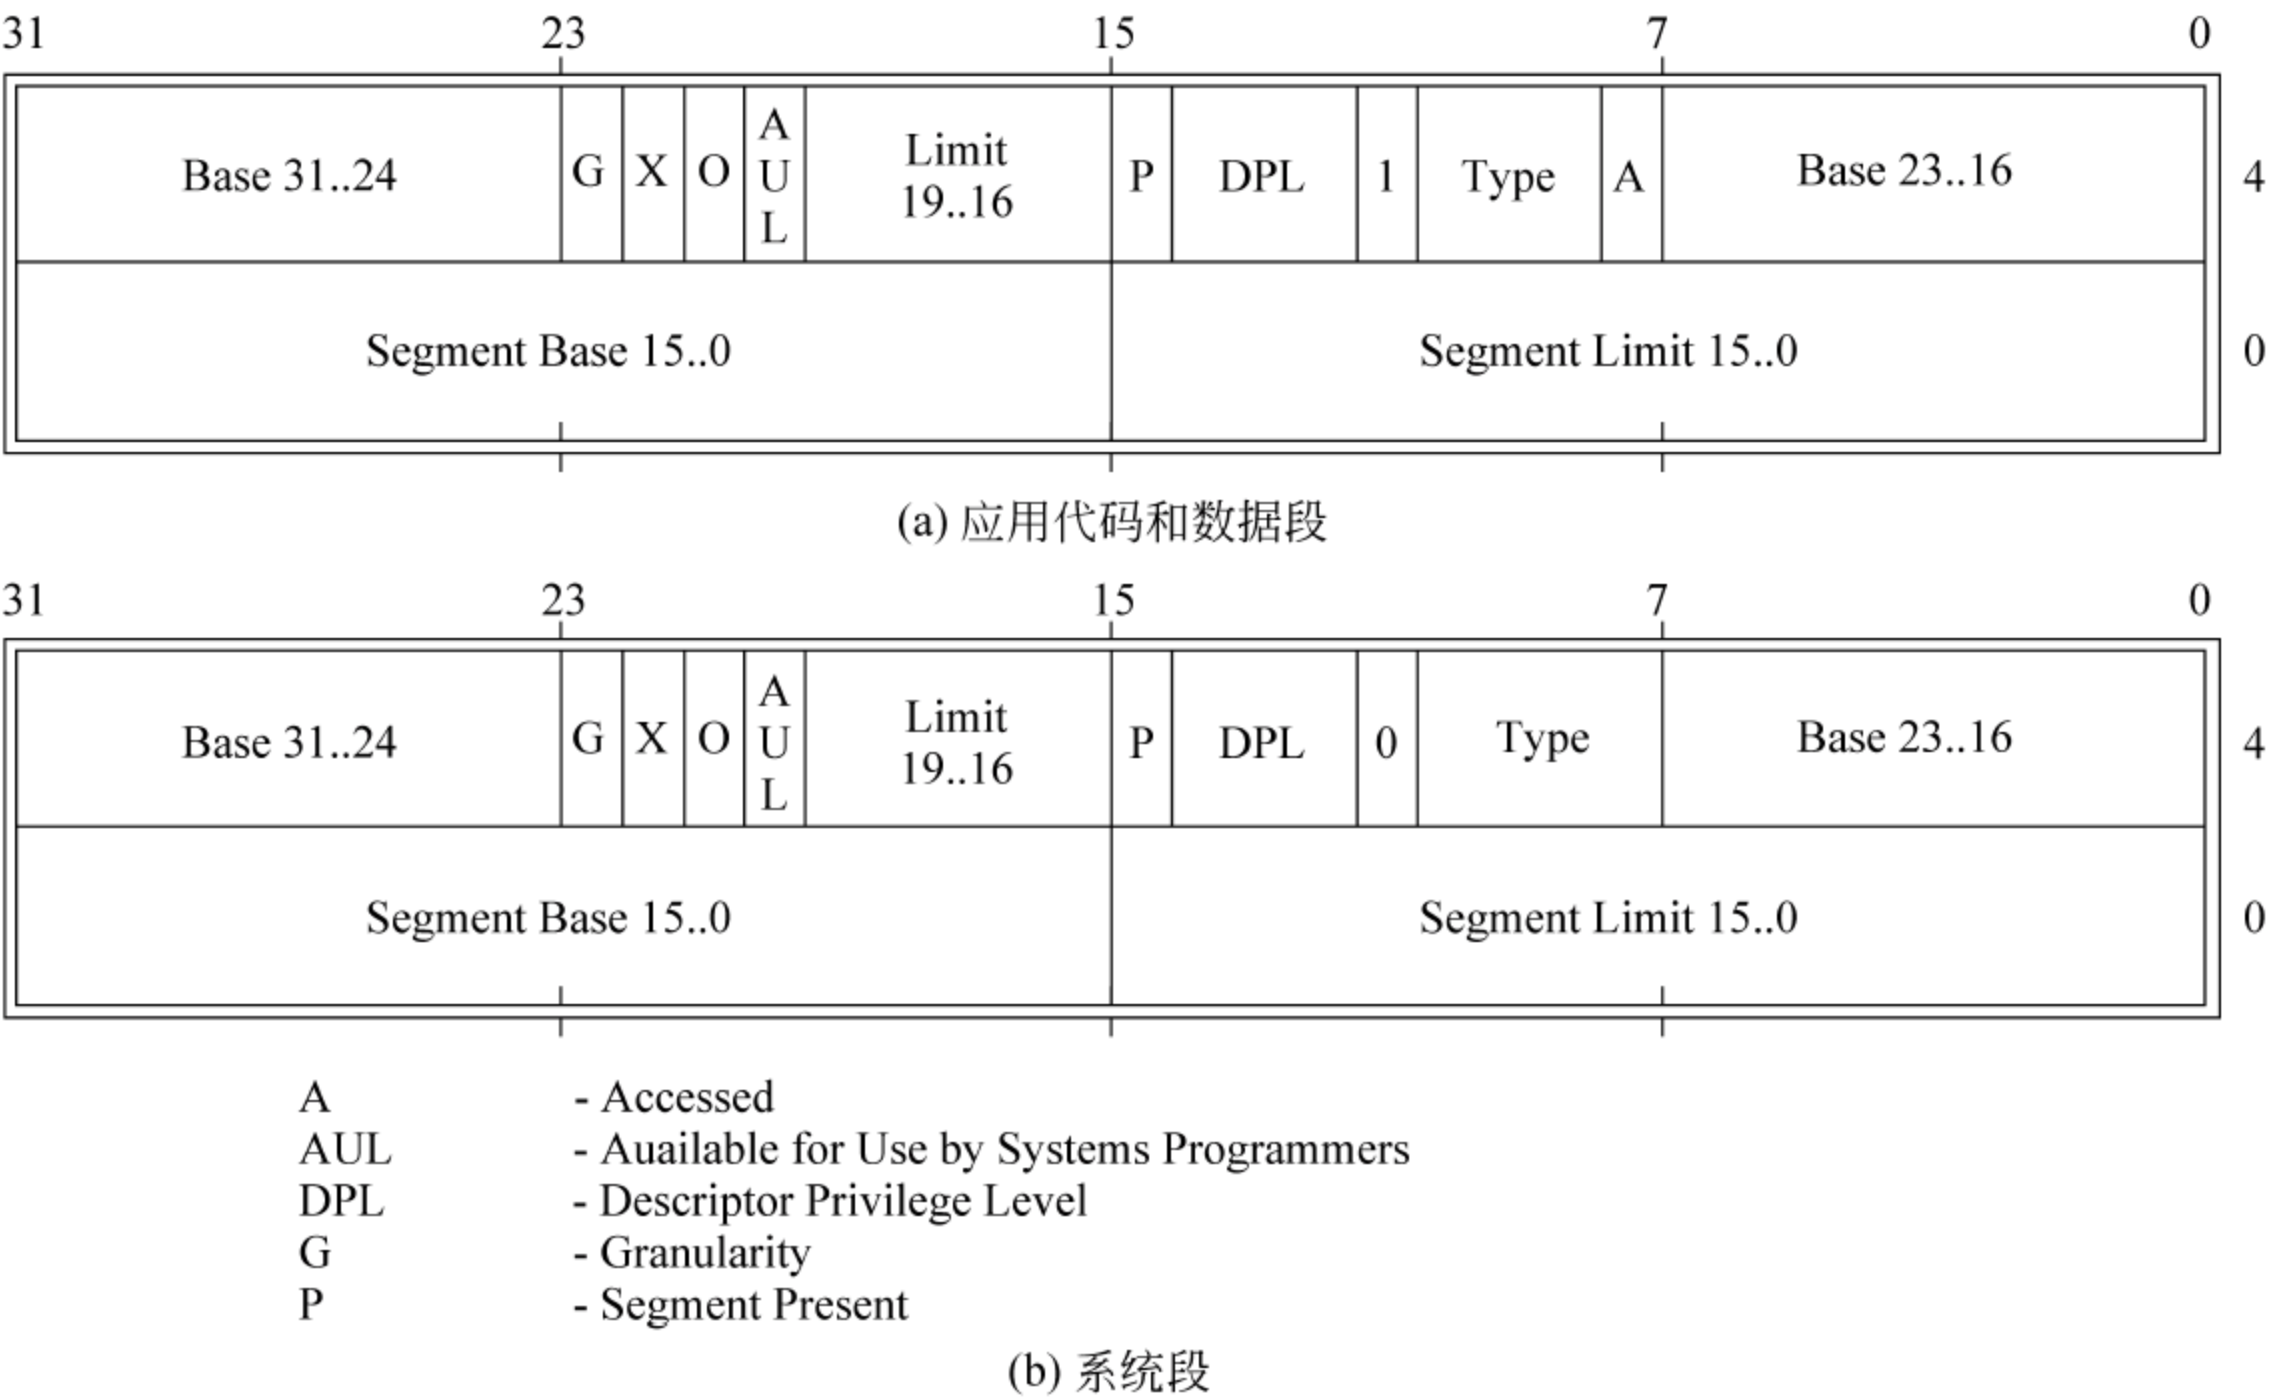 31 23 15 7 0
Base 31..24 G X O AUL Limit 19..16 P DPL 1 Type A Base 23..16 4
Segment Base 15..0 Segment Limit 15..0 0
(a) 应用代码和数据段
31 23 15 7 0
Base 31..24 G X O AUL Limit 19..16 P DPL 0 Type Base 23..16 4
Segment Base 15..0 Segment Limit 15..0 0
A - Accessed
AUL - Auailable for Use by Systems Programmers
DPL - Descriptor Privilege Level
G - Granularity
P - Segment Present
(b) 系统段